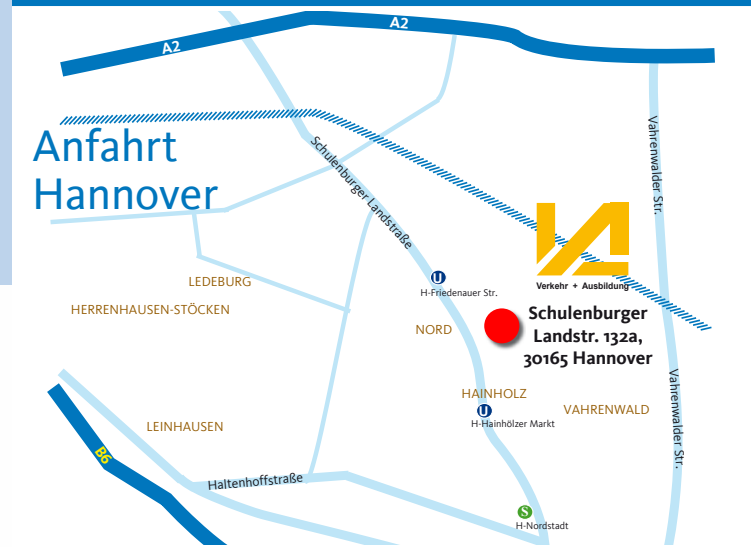 A2
A2
Anfahrt
Hannover
Schulenburger Landstraße
Vahrenwalder Str.
Verkehr + Ausbildung
LEDEBURG
HERRENHAUSEN-STÖCKEN
U
H-Friedenauer Str.
NORD
Schulenburger
Landstr. 132a,
30165 Hannover
HAINHOLZ
U
H-Hainhölzer Markt
VAHRENWALD
Vahrenwalder Str.
LEINHAUSEN
B6
Haltenhoffstraße
S
H-Nordstadt